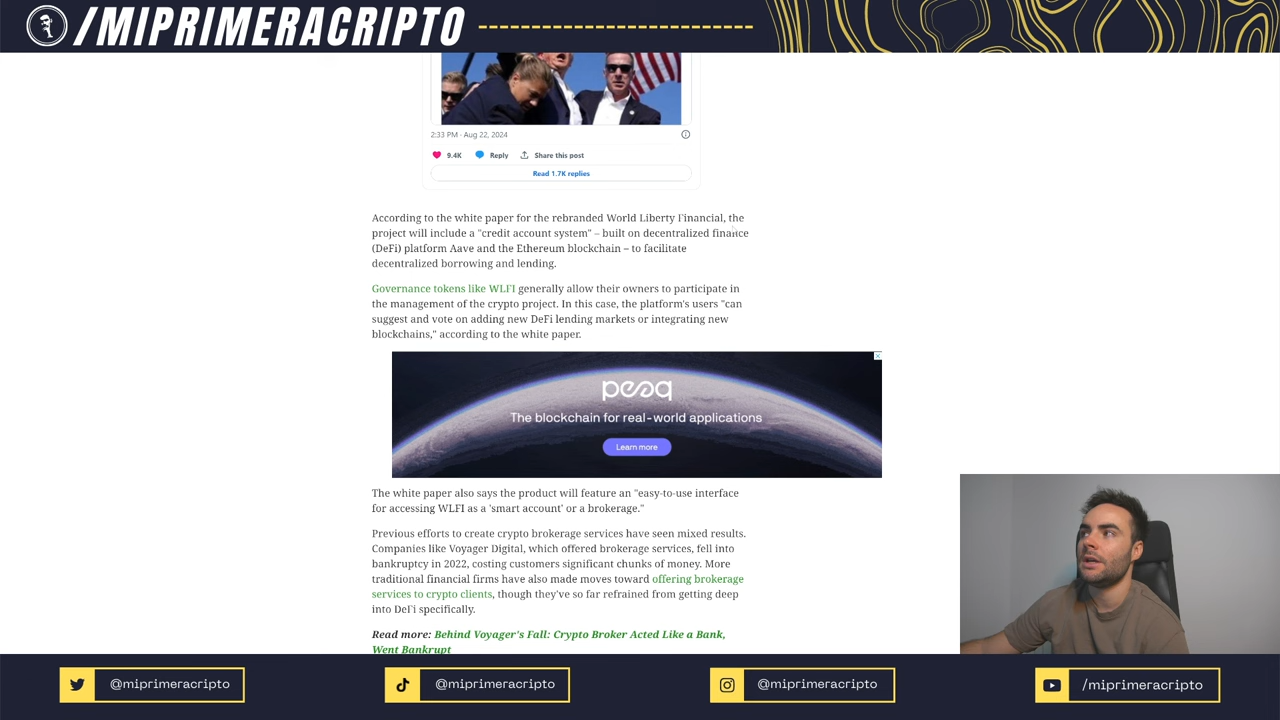 /MIPRIMERACRIPTO
2:33 PM · Aug 22, 2024
9.4K Reply Share this post
Read 1.7K replies
According to the white paper for the rebranded World Liberty Financial, the
project will include a "credit account system" – built on decentralized finance
(DeFi) platform Aave and the Ethereum blockchain – to facilitate
decentralized borrowing and lending.
Governance tokens like WLFI generally allow their owners to participate in
the management of the crypto project. In this case, the platform's users "can
suggest and vote on adding new DeFi lending markets or integrating new
blockchains," according to the white paper.
peaq
The blockchain for real-world applications
Learn more
The white paper also says the product will feature an "easy-to-use interface
for accessing WLFI as a 'smart account' or a brokerage."
Previous efforts to create crypto brokerage services have seen mixed results.
Companies like Voyager Digital, which offered brokerage services, fell into
bankruptcy in 2022, costing customers significant chunks of money. More
traditional financial firms have also made moves toward offering brokerage
services to crypto clients, though they've so far refrained from getting deep
into DeFi specifically.
Read more: Behind Voyager's Fall: Crypto Broker Acted Like a Bank,
Went Bankrupt
@miprimeracripto
@miprimeracripto
@miprimeracripto
/miprimeracripto